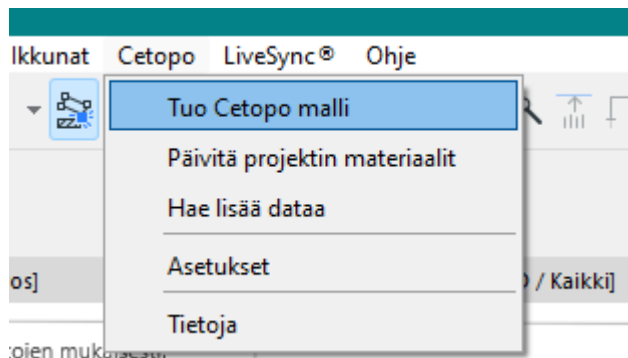 Ikkunat Cetopo LiveSync® Ohje
Tuo Cetopo malli
Päivitä projektin materiaalit
Hae lisää dataa
Asetukset
os] / Kaikki]
Tietoja